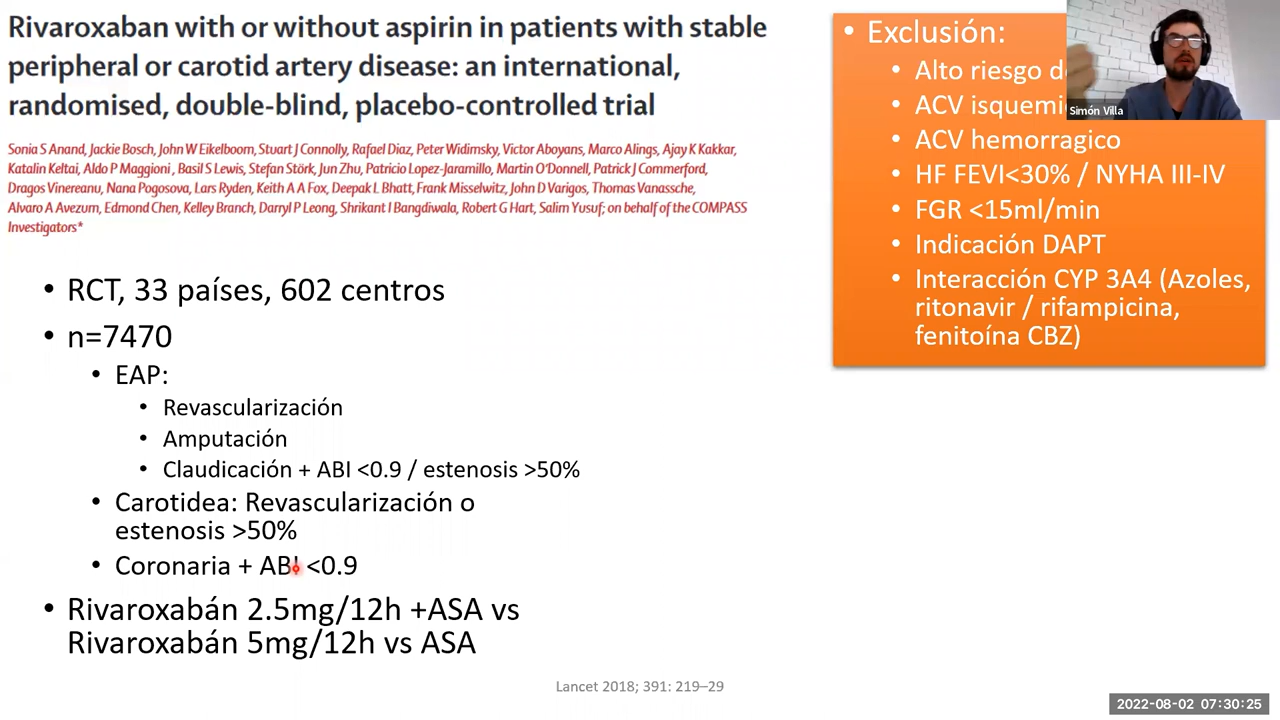 Rivaroxaban with or without aspirin in patients with stable
peripheral or carotid artery disease: an international,
randomised, double-blind, placebo-controlled trial
Sonia S Anand, Jackie Bosch, John W Eikelboom, Stuart J Connolly, Rafael Diaz, Peter Widimsky, Victor Aboyans, Marco Alings, Ajay K Kakkar,
Katalin Keltai, Aldo P Maggioni, Basil S Lewis, Stefan Störk, Jun Zhu, Patricio Lopez-Jaramillo, Martin O'Donnell, Patrick J Commerford,
Dragos Vinereanu, Nana Pogosova, Lars Ryden, Keith A A Fox, Deepak L Bhatt, Frank Misselwitz, John D Varigos, Thomas Vanassche,
Alvaro A Avezum, Edmond Chen, Kelley Branch, Darryl P Leong, Shrikant I Bangdiwala, Robert G Hart, Salim Yusuf; on behalf of the COMPASS
Investigators*
• RCT, 33 países, 602 centros
• n=7470
• EAP:
• Revascularización
• Amputación
• Claudicación + ABI <0.9 / estenosis >50%
• Carotidea: Revascularización o
estenosis >50%
• Coronaria + ABI <0.9
• Rivaroxabán 2.5mg/12h +ASA vs
Rivaroxabán 5mg/12h vs ASA
• Exclusión:
• Alto riesgo
• ACV
• ACV hemorragico
• HF FEVI<30% / NYHA III-IV
• FGR <15ml/min
• Indicación DAPT
• Interacción CYP 3A4 (Azoles,
ritonavir / rifampicina,
fenitoína CBZ)
Simón Villa
Lancet 2018; 391: 219–29
2022-08-02 07:30:25